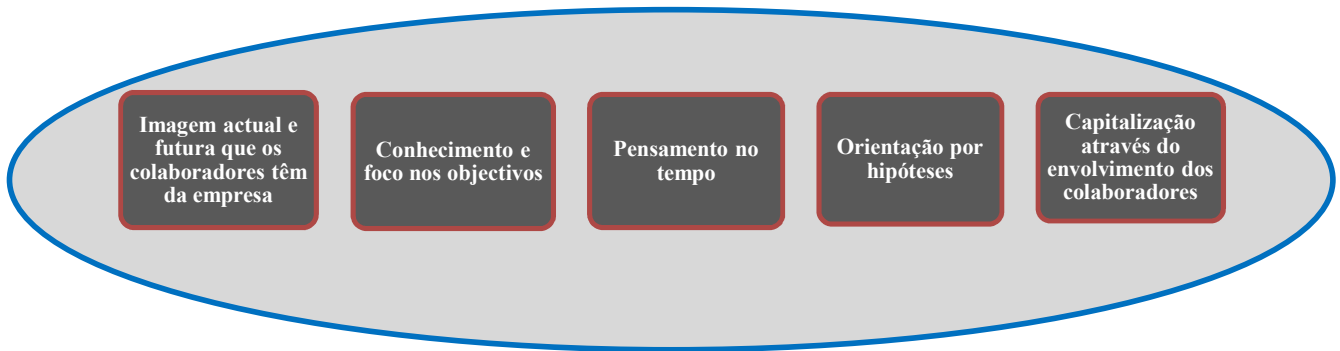 Imagem actual e
futura que os
colaboradores têm
da empresa
Conhecimento e
foco nos objectivos
Pensamento no
tempo
Orientação por
hipóteses
Capitalização
através do
envolvimento dos
colaboradores